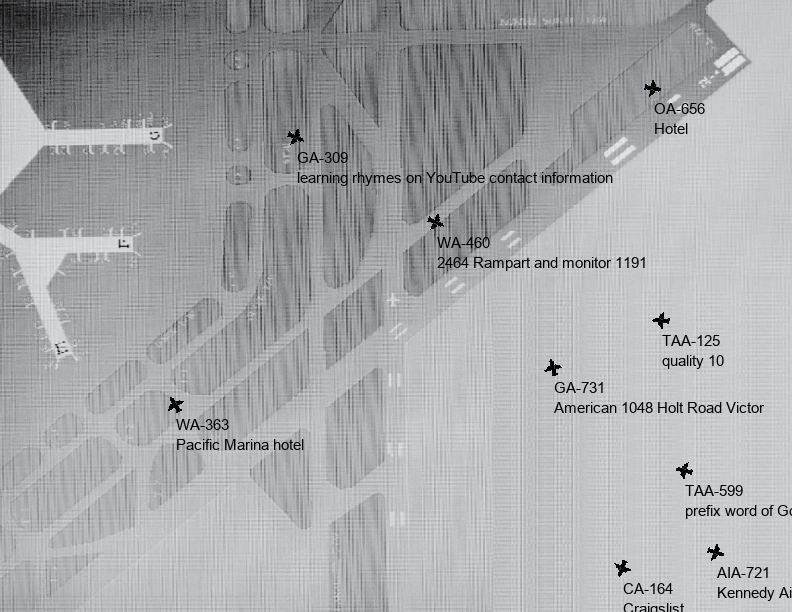 OA-656
Hotel
GA-309
learning rhymes on YouTube contact information
WA-460
2464 Rampart and monitor 1191
TAA-125
quality 10
GA-731
American 1048 Holt Road Victor
WA-363
Pacific Marina hotel
TAA-599
prefix word of
AIA-721
Kennedy
CA-164
Craigslist